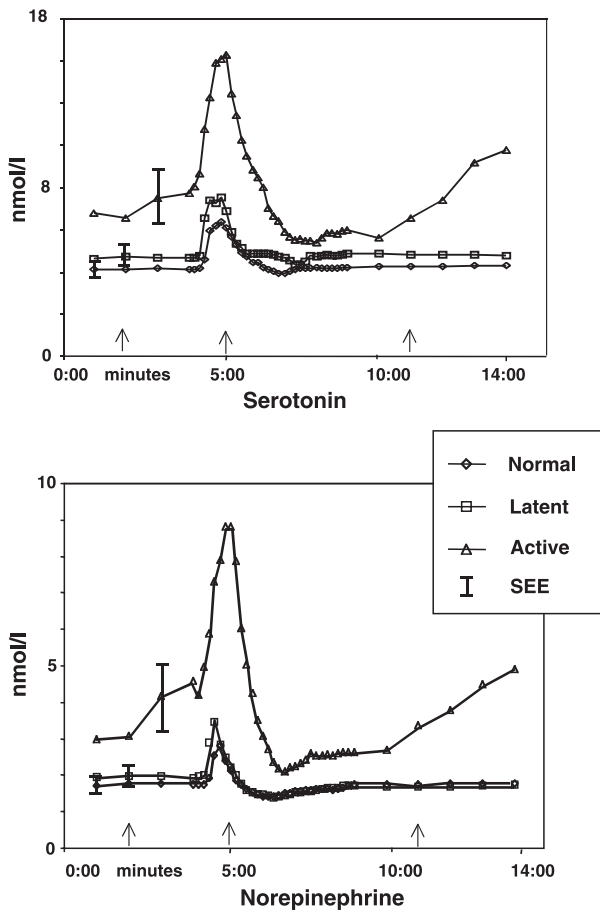 18
nmol/l
8
0
0:00 minutes 5:00 10:00 14:00
Serotonin
Normal
Latent
Active
SEE
10
nmol/l
5
0
0:00 minutes 5:00 10:00 14:00
Norepinephrine